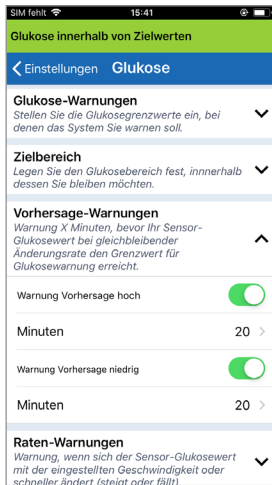 SIM fehlt 15:41
Glukose innerhalb von Zielwerten
Einstellungen Glukose
Glukose-Warnungen
Stellen Sie die Glukosegrenzwerte ein, bei
denen das System Sie warnen soll.
Zielbereich
Legen Sie den Glukosebereich fest, innnerhalb
dessen Sie bleiben möchten.
Vorhersage-Warnungen
Warnung X Minuten, bevor Ihr Sensor-
Glukosewert bei gleichbleibender
Änderungsrate den Grenzwert für
Glukosewarnung erreicht.
Warnung Vorhersage hoch
Minuten 20
Warnung Vorhersage niedrig
Minuten 20
Raten-Warnungen
Warnung, wenn sich der Sensor-Glukosewert
mit der eingestellten Geschwindigkeit oder
schneller ändert (steigt oder fällt).